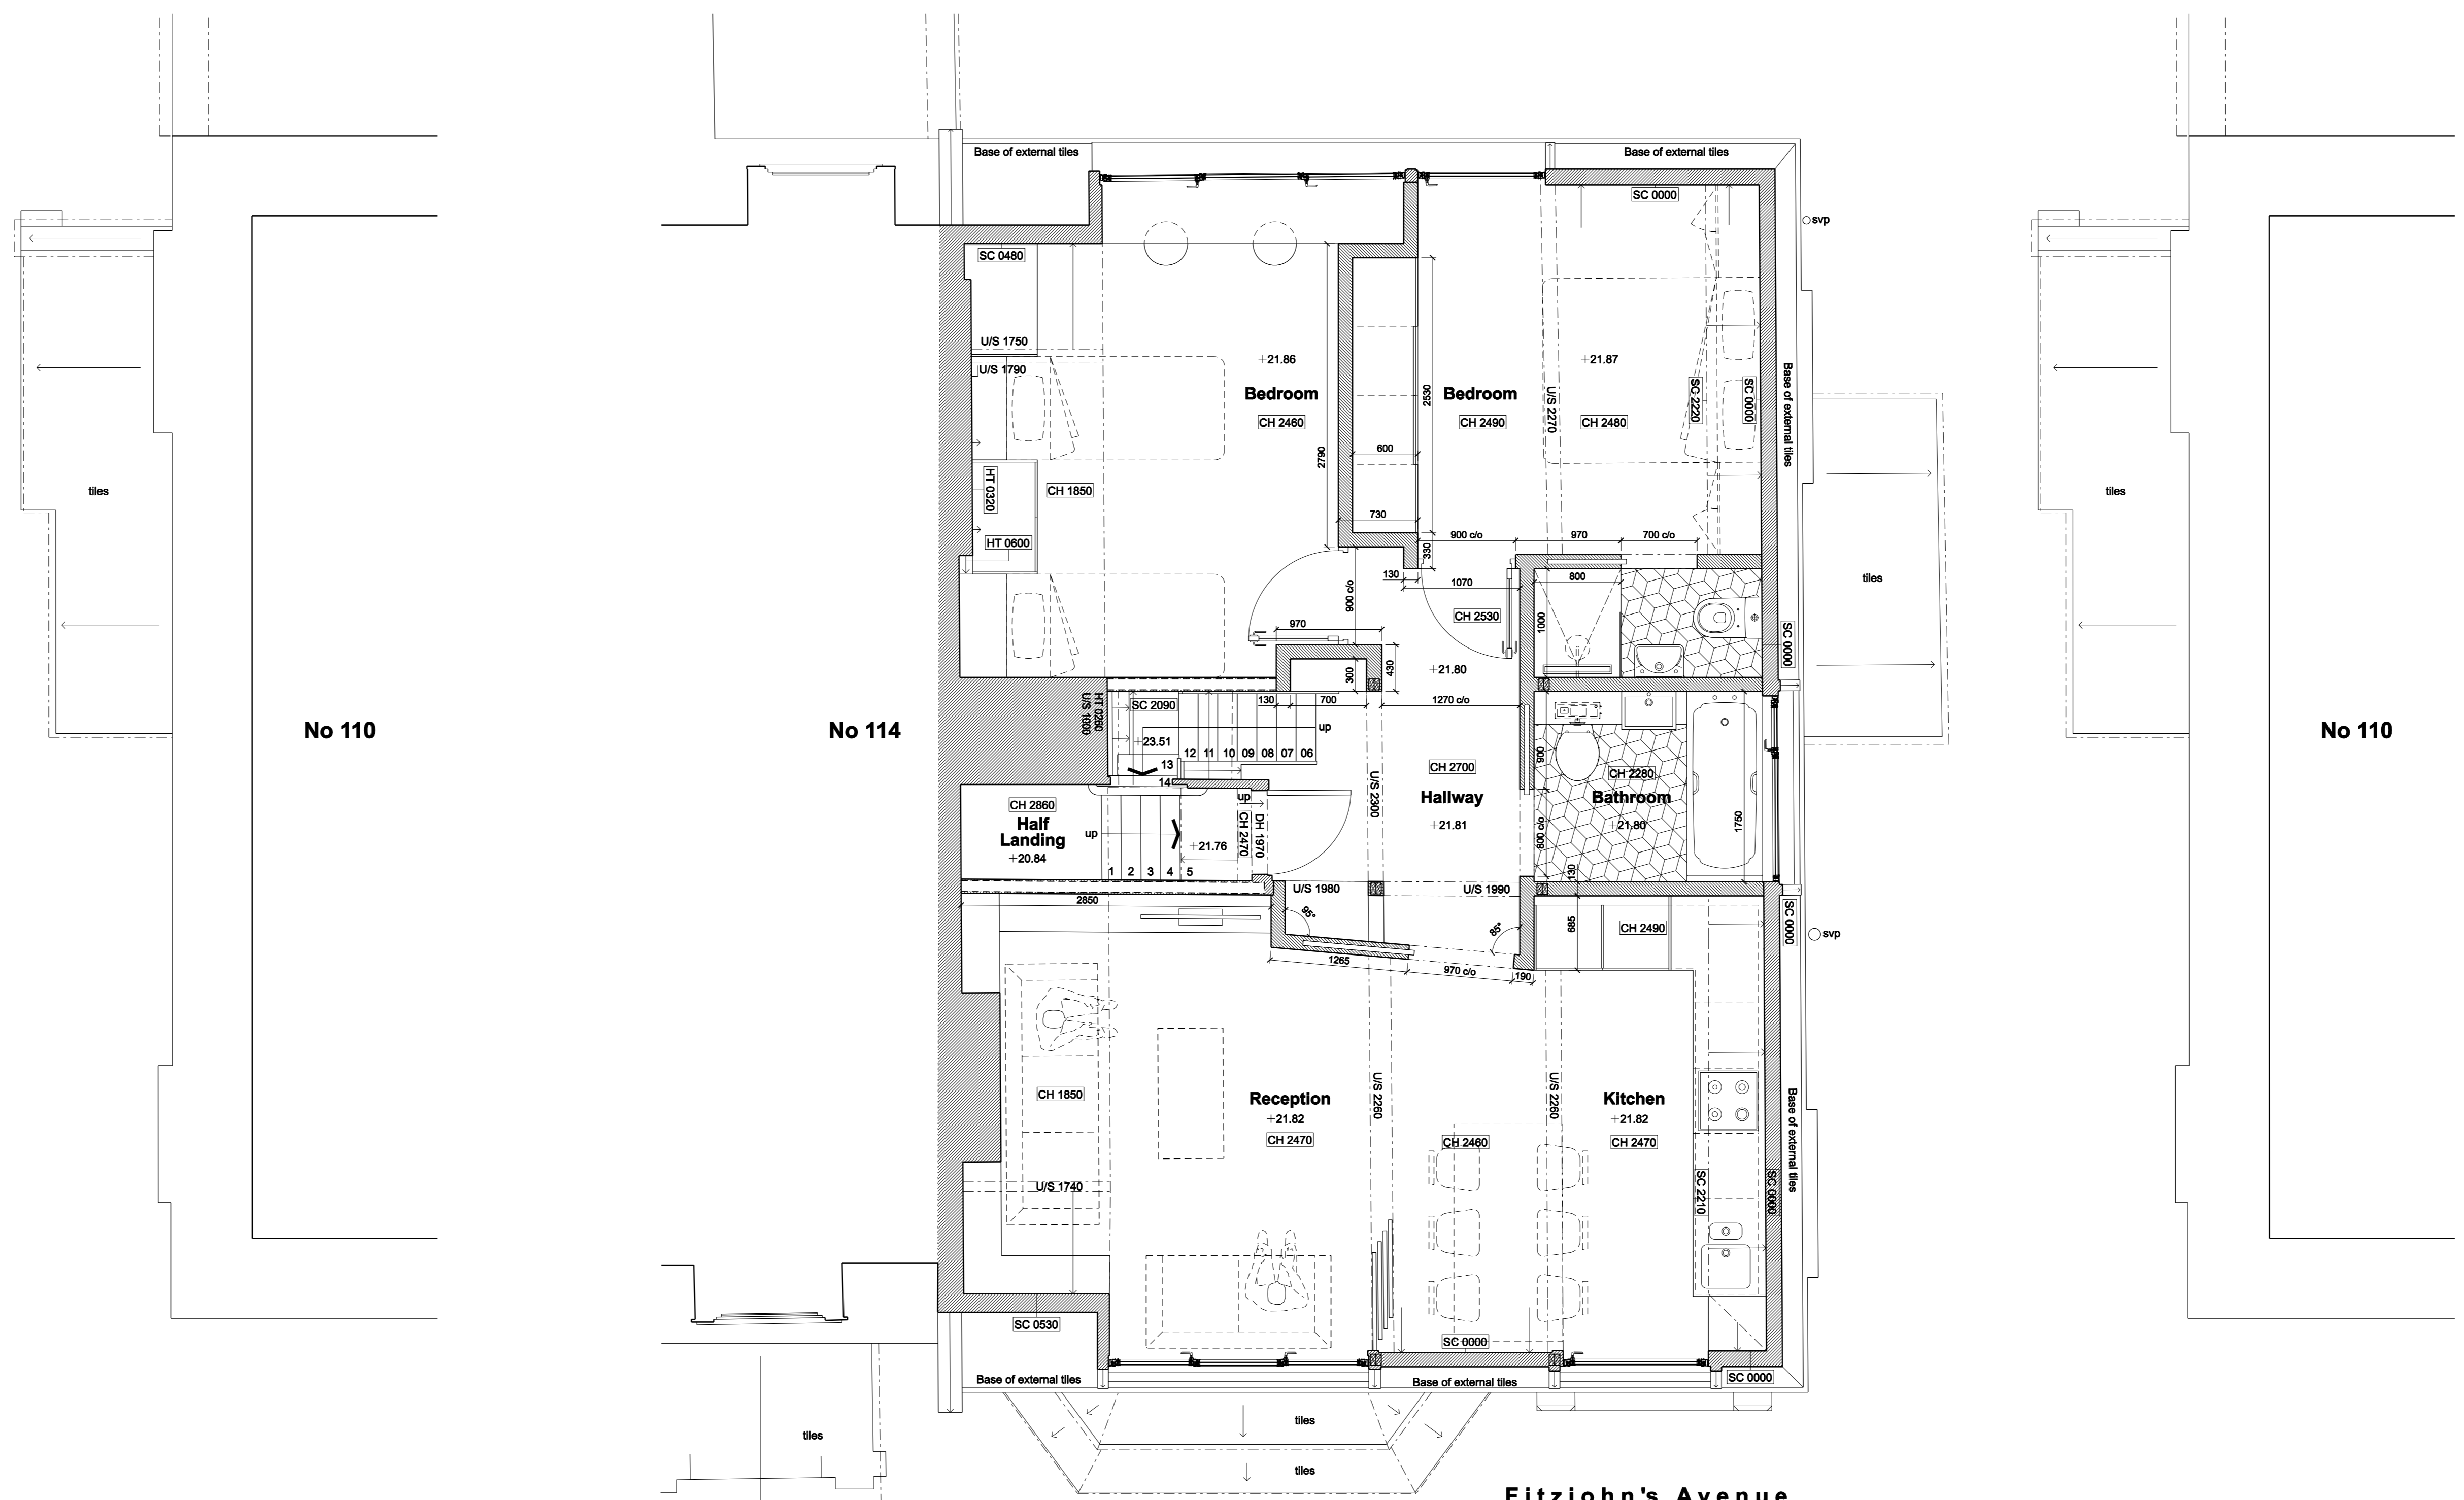 Base of external tiles
Base of external tiles
SC 0000
svp
SC 0480
U/S 1750
U/S 1790
+21.86
+21.87
Bedroom
CH 2460
2790
2530
Bedroom
CH 2490
U/S 2270
CH 2480
SC 2220
SC 0000
Base of external tiles
600
tiles
HT 0320
CH 1850
HT 0600
730
330
900 c/o
970
700 c/o
tiles
tiles
130
1070
800
900 c/o
CH 2530
1000
970
SC 0000
300
430
+21.80
No 110
No 114
No 110
HT 0260
U/S 1000
SC 2090
130
700
1270 c/o
up
+23.51
12
11
10
09
08
07
06
13
14
900
CH 2700
CH 2280
U/S 2300
Hallway
Bathroom
+21.81
+21.80
1750
800 c/o
130
CH 2860
Half
Landing
+20.84
up
up
CH 2470
DH 1970
+21.76
1
2
3
4
5
U/S 1980
U/S 1990
2850
95°
85°
685
CH 2490
SC 0000
svp
1265
970 c/o
190
CH 1850
Reception
+21.82
CH 2470
U/S 2260
U/S 2260
Kitchen
+21.82
CH 2460
CH 2470
Base of external tiles
SC 2210
SC 0000
U/S 1740
SC 0530
SC 0000
SC 0000
Base of external tiles
Base of external tiles
tiles
tiles
tiles
Fitzjohn's Avenue